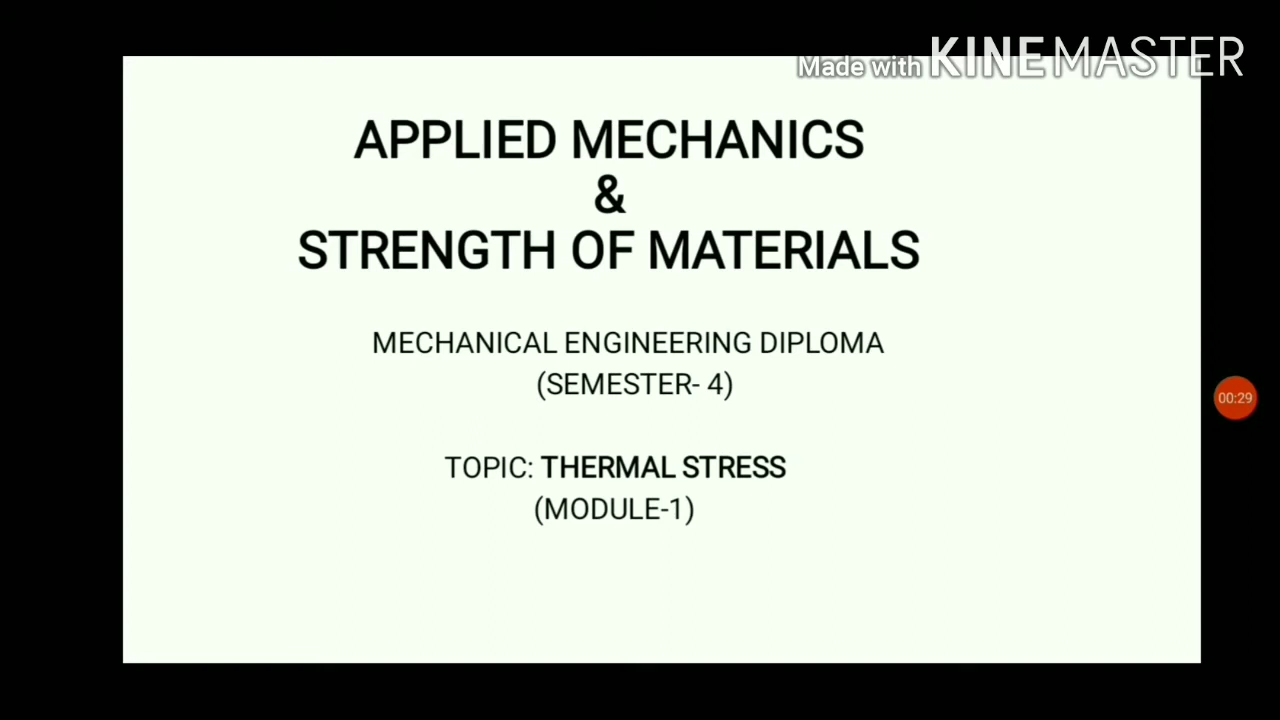 Made with KINEMASTER
APPLIED MECHANICS
&
STRENGTH OF MATERIALS
MECHANICAL ENGINEERING DIPLOMA
(SEMESTER- 4)
00:29
TOPIC: THERMAL STRESS
(MODULE-1)